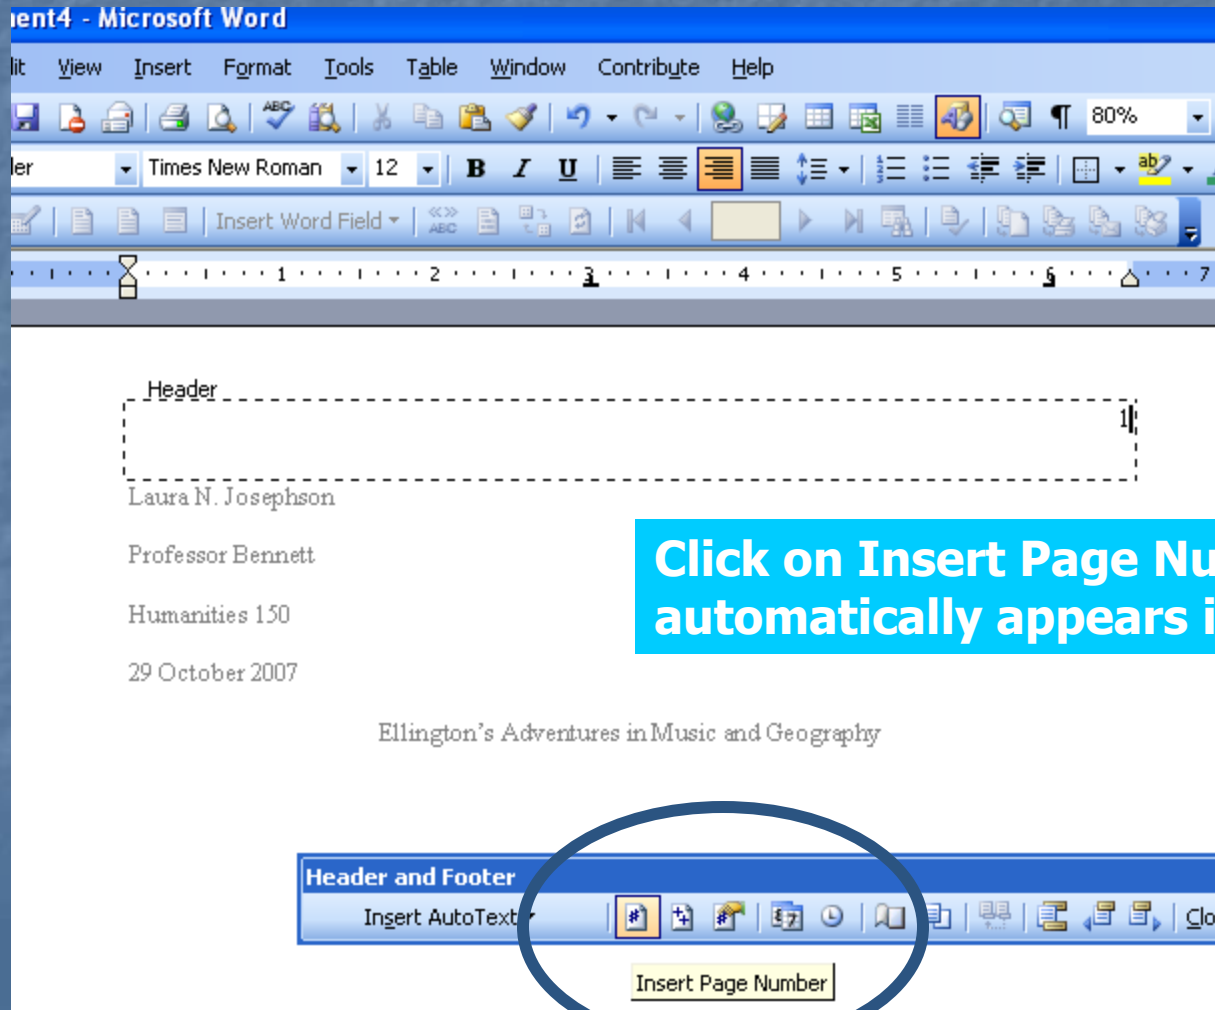 ent4 - Microsoft Word
it View Insert Format Tools Table Window Contribute Help
80%
er Times New Roman 12 B I U
Insert Word Field
1 2 3 4 5 6 7
Header
1
Laura N. Josephson
Professor Bennett
Click on Insert Page Nu
automatically appears i
Humanities 150
29 October 2007
Ellington's Adventures in Music and Geography
Header and Footer
Insert AutoText Clo
Insert Page Number